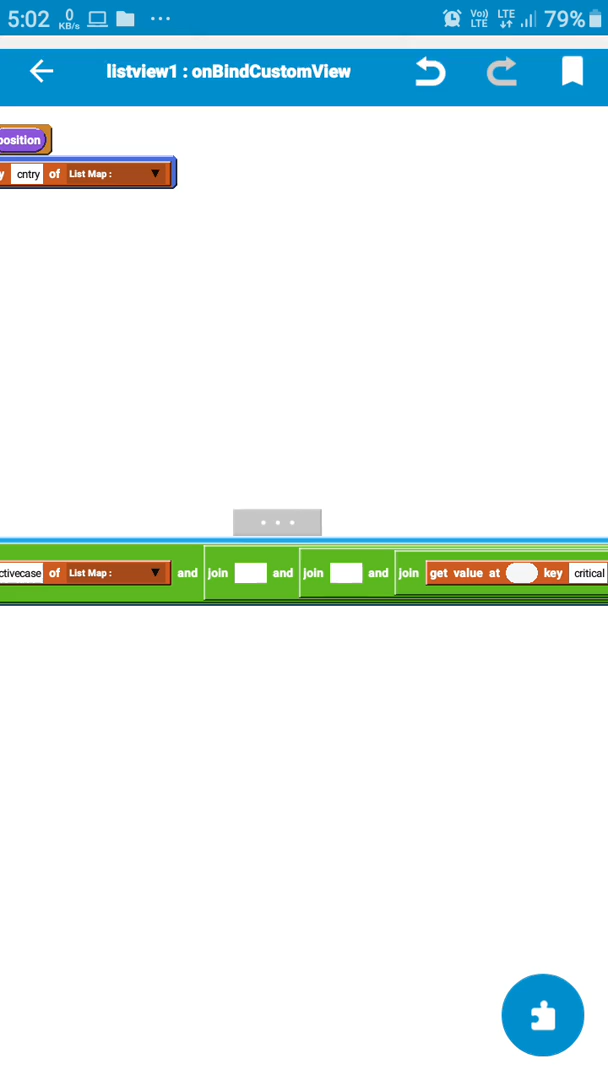 5:02 0 KB/s ··· Vo)) LTE LTE 79%
listview1 : onBindCustomView
position
y cntry of List Map : ▼
ctivecase of List Map : ▼ and join and join and join get value at key critical